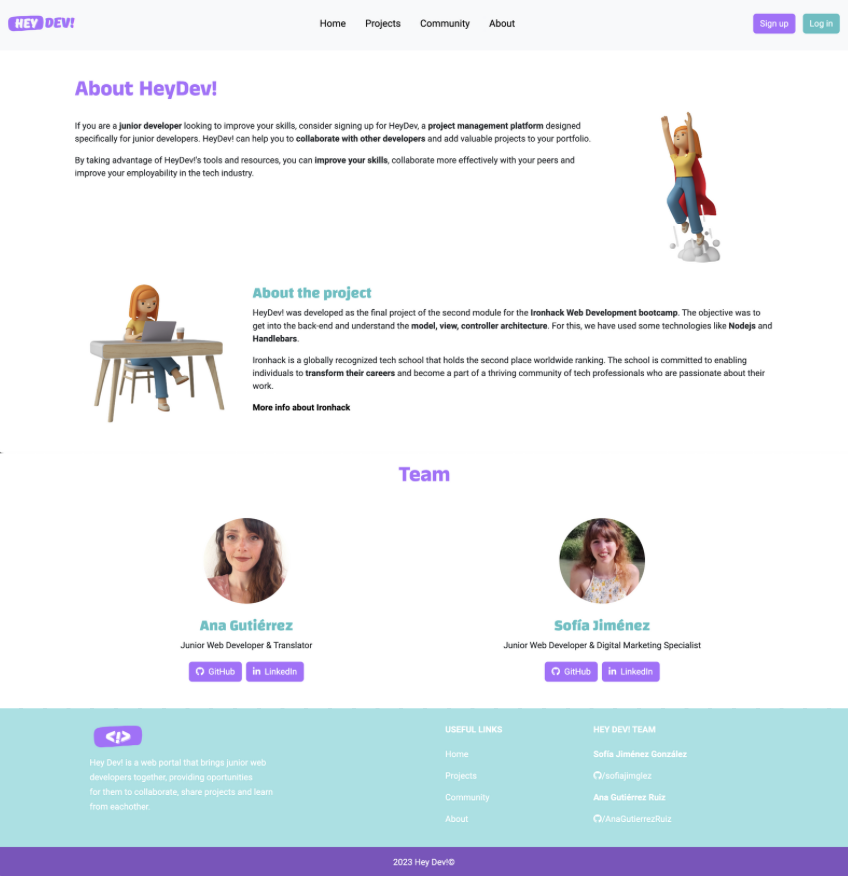 HEY DEV!
Home Projects Community About
Sign up Log in
About HeyDev!
If you are a junior developer looking to improve your skills, consider signing up for HeyDev, a project management platform designed
specifically for junior developers. HeyDev! can help you to collaborate with other developers and add valuable projects to your portfolio.
By taking advantage of HeyDev!'s tools and resources, you can improve your skills, collaborate more effectively with your peers and
improve your employability in the tech industry.
About the project
HeyDev! was developed as the final project of the second module for the Ironhack Web Development bootcamp. The objective was to
get into the back-end and understand the model, view, controller architecture. For this, we have used some technologies like Nodejs and
Handlebars.
Ironhack is a globally recognized tech school that holds the second place worldwide ranking. The school is committed to enabling
individuals to transform their careers and become a part of a thriving community of tech professionals who are passionate about their
work.
More info about Ironhack
Team
Ana Gutiérrez
Junior Web Developer & Translator
GitHub in LinkedIn
Sofía Jiménez
Junior Web Developer & Digital Marketing Specialist
GitHub in LinkedIn
<!>
Hey Dev! is a web portal that brings junior web
developers together, providing oportunities
for them to collaborate, share projects and learn
from eachother.
USEFUL LINKS
Home
Projects
Community
About
HEY DEV! TEAM
Sofía Jiménez González
/sofiajimglez
Ana Gutiérrez Ruiz
/AnaGutierrezRuiz
2023 Hey Dev!©